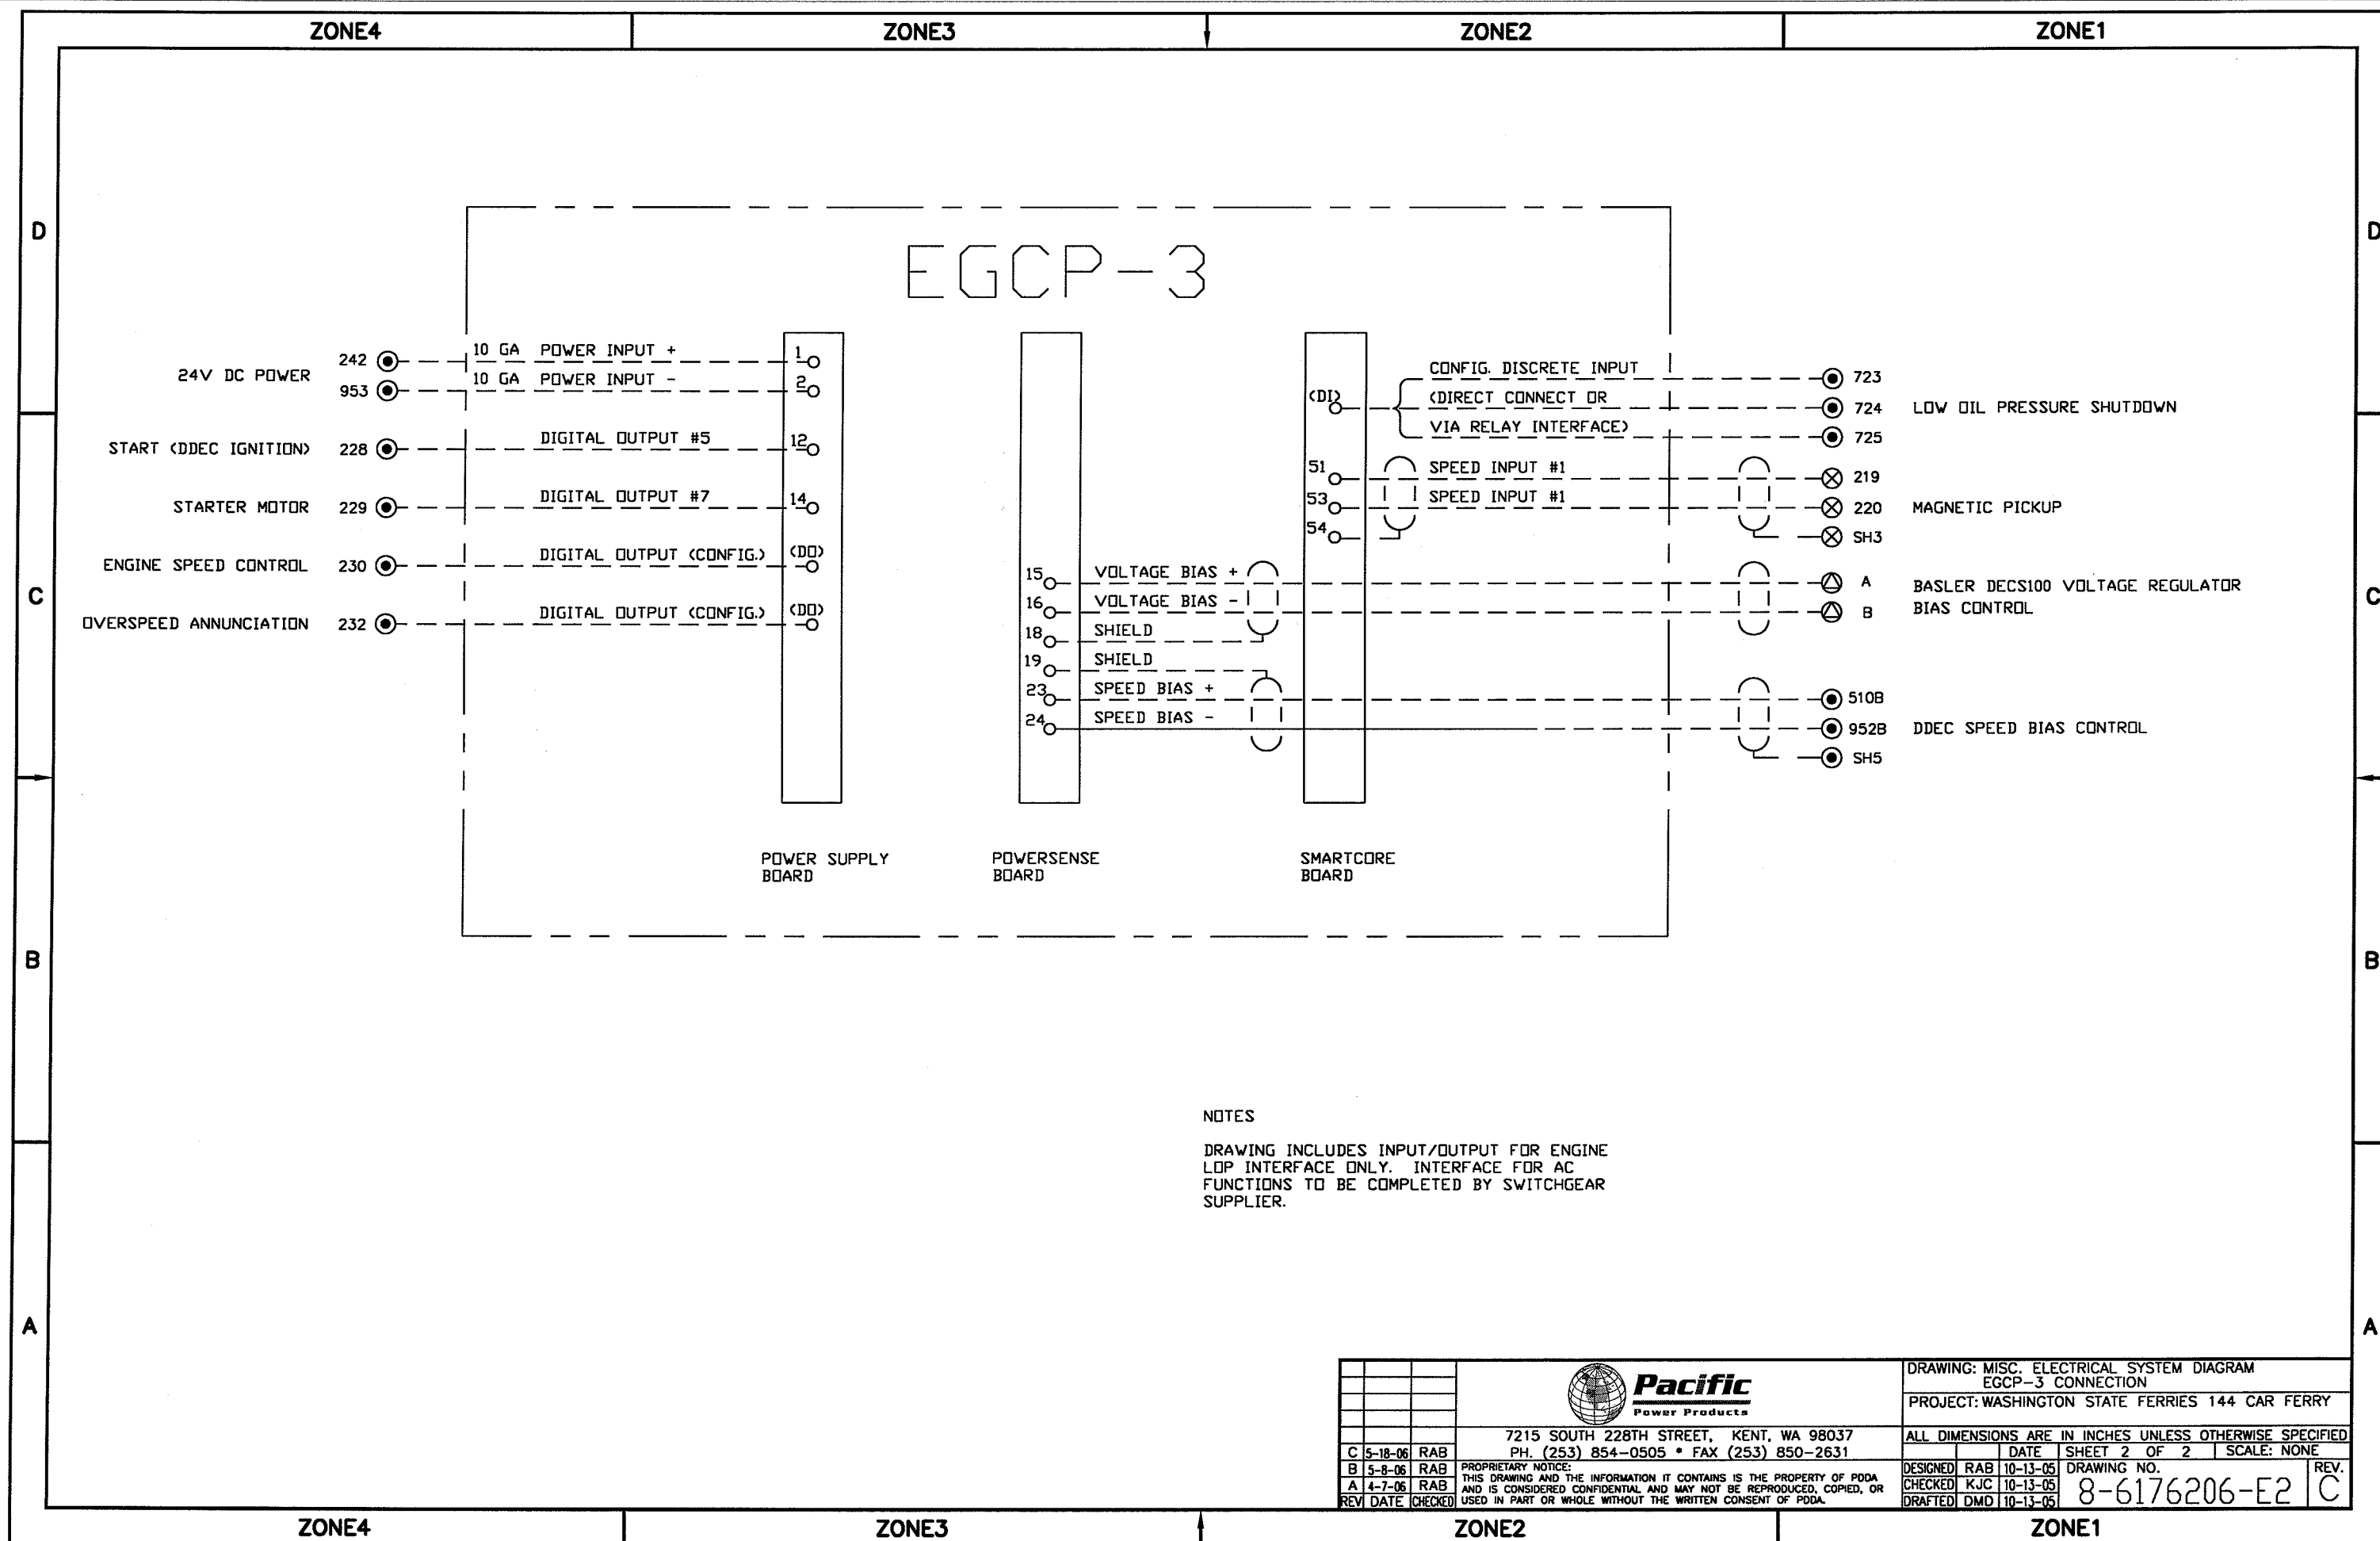 ZONE4 ZONE3 ZONE2 ZONE1
D D
EGCP-3
24V DC POWER
242 10 GA POWER INPUT + 1
953 10 GA POWER INPUT - 2
START (DDEC IGNITION) 228 DIGITAL OUTPUT #5 12
STARTER MOTOR 229 DIGITAL OUTPUT #7 14
ENGINE SPEED CONTROL 230 DIGITAL OUTPUT (CONFIG.) (DO)
OVERSPEED ANNUNCIATION 232 DIGITAL OUTPUT (CONFIG.) (DO)
C C
15 VOLTAGE BIAS +
16 VOLTAGE BIAS -
18 SHIELD
19 SHIELD
23 SPEED BIAS +
24 SPEED BIAS -
CONFIG. DISCRETE INPUT 723
(DI) (DIRECT CONNECT OR 724 LOW OIL PRESSURE SHUTDOWN
VIA RELAY INTERFACE) 725
51 SPEED INPUT #1 219
53 SPEED INPUT #1 220 MAGNETIC PICKUP
54 SH3
A BASLER DECS100 VOLTAGE REGULATOR
B BIAS CONTROL
510B
952B DDEC SPEED BIAS CONTROL
SH5
POWER SUPPLY
BOARD
POWERSENSE
BOARD
SMARTCORE
BOARD
B B
NOTES
DRAWING INCLUDES INPUT/OUTPUT FOR ENGINE
LOP INTERFACE ONLY. INTERFACE FOR AC
FUNCTIONS TO BE COMPLETED BY SWITCHGEAR
SUPPLIER.
A A
C 5-18-06 RAB
B 5-8-06 RAB
A 4-7-06 RAB
REV DATE CHECKED
Pacific
Power Products
7215 SOUTH 228TH STREET, KENT, WA 98037
PH. (253) 854-0505 • FAX (253) 850-2631
PROPRIETARY NOTICE:
THIS DRAWING AND THE INFORMATION IT CONTAINS IS THE PROPERTY OF PDDA
AND IS CONSIDERED CONFIDENTIAL AND MAY NOT BE REPRODUCED, COPIED, OR
USED IN PART OR WHOLE WITHOUT THE WRITTEN CONSENT OF PDDA.
DRAWING: MISC. ELECTRICAL SYSTEM DIAGRAM
EGCP-3 CONNECTION
PROJECT: WASHINGTON STATE FERRIES 144 CAR FERRY
ALL DIMENSIONS ARE IN INCHES UNLESS OTHERWISE SPECIFIED
DATE SHEET 2 OF 2 SCALE: NONE
DESIGNED RAB 10-13-05 DRAWING NO. REV.
CHECKED KJC 10-13-05 8-6176206-E2 C
DRAFTED DMD 10-13-05
ZONE4 ZONE3 ZONE2 ZONE1